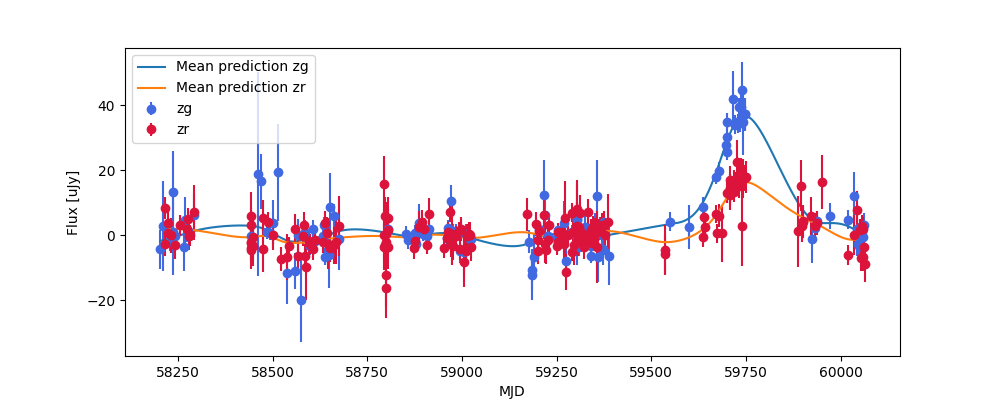 Mean prediction zg
Mean prediction zr
zg
zr
Flux [uJy]
40
20
0
−20
58250 58500 58750 59000 59250 59500 59750 60000
MJD